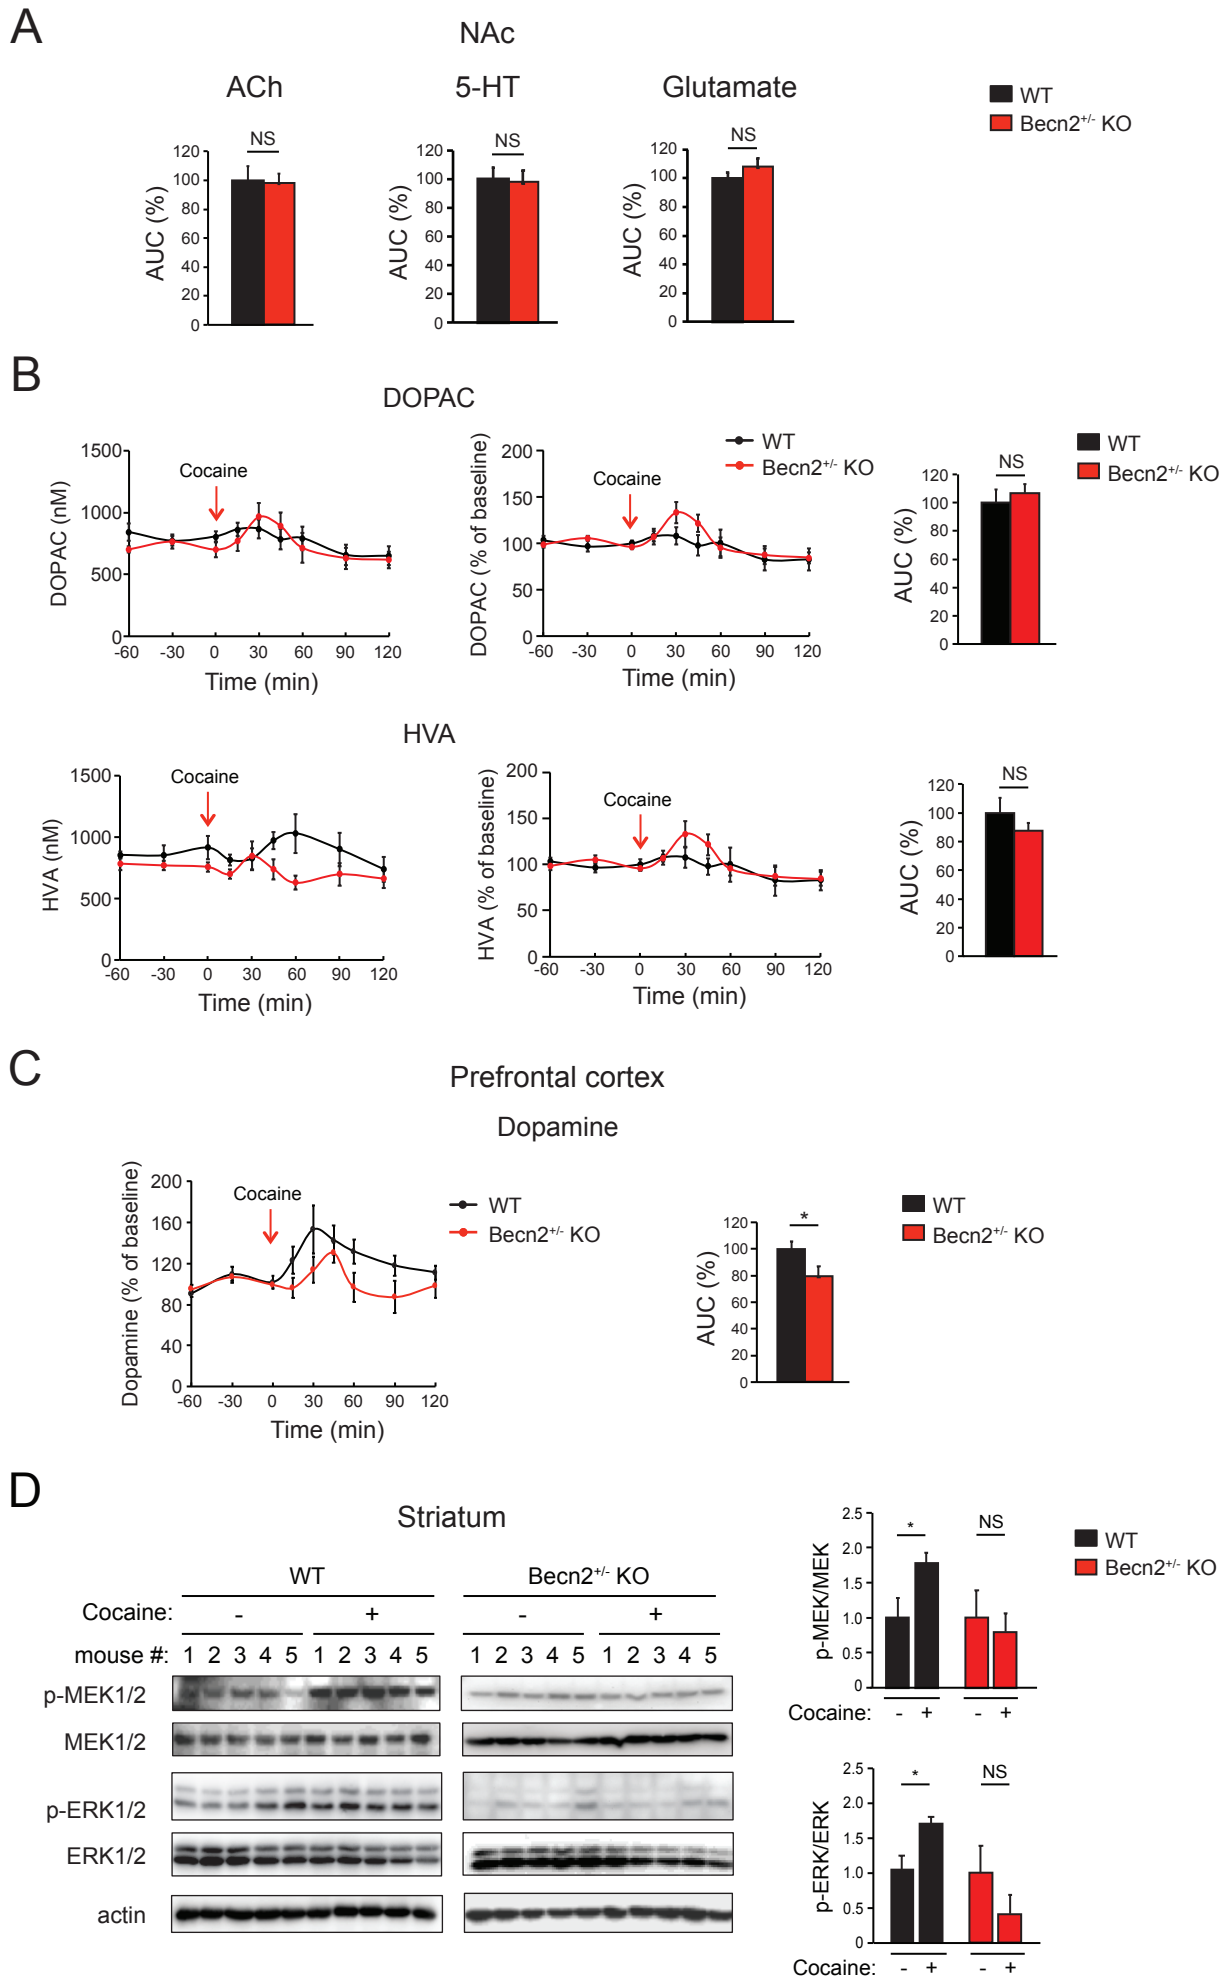 A
NAc
ACh
5-HT
Glutamate
WT
Becn2+/- KO
NS
NS
NS
AUC (%)
120
100
80
60
40
20
0
AUC (%)
120
100
80
60
40
20
0
AUC (%)
120
100
80
60
40
20
0
B
DOPAC
DOPAC (nM)
1500
1000
500
0
Cocaine
-60 -30 0 30 60 90 120
Time (min)
DOPAC (% of baseline)
200
150
100
50
0
Cocaine
WT
Becn2+/- KO
-60 -30 0 30 60 90 120
Time (min)
WT
Becn2+/- KO
NS
AUC (%)
120
100
80
60
40
20
0
HVA
HVA (nM)
1500
1000
500
0
Cocaine
-60 -30 0 30 60 90 120
Time (min)
HVA (% of baseline)
200
150
100
50
0
Cocaine
-60 -30 0 30 60 90 120
Time (min)
NS
AUC (%)
120
100
80
60
40
20
0
C
Prefrontal cortex
Dopamine
Dopamine (% of baseline)
200
160
120
80
40
0
Cocaine
-60 -30 0 30 60 90 120
Time (min)
WT
Becn2+/- KO
*
AUC (%)
120
100
80
60
40
20
0
WT
Becn2+/- KO
D
Striatum
WT
Becn2+/- KO
Cocaine: - + - +
mouse #: 1 2 3 4 5 1 2 3 4 5 1 2 3 4 5 1 2 3 4 5
p-MEK1/2
MEK1/2
p-ERK1/2
ERK1/2
actin
p-MEK/MEK
2.5
2.0
1.5
1.0
0.5
0
* NS
Cocaine: - + - +
WT
Becn2+/- KO
p-ERK/ERK
2.5
2.0
1.5
1.0
0.5
0
* NS
Cocaine: - + - +